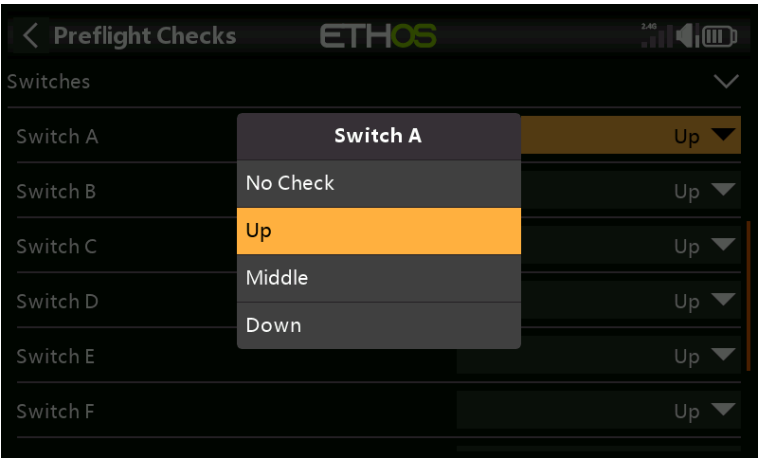 Preflight Checks
ETHOS
2.4G
Switches
Switch A
Up
Switch B
Up
Switch C
Up
Switch D
Up
Switch E
Up
Switch F
Up
Switch A
No Check
Up
Middle
Down